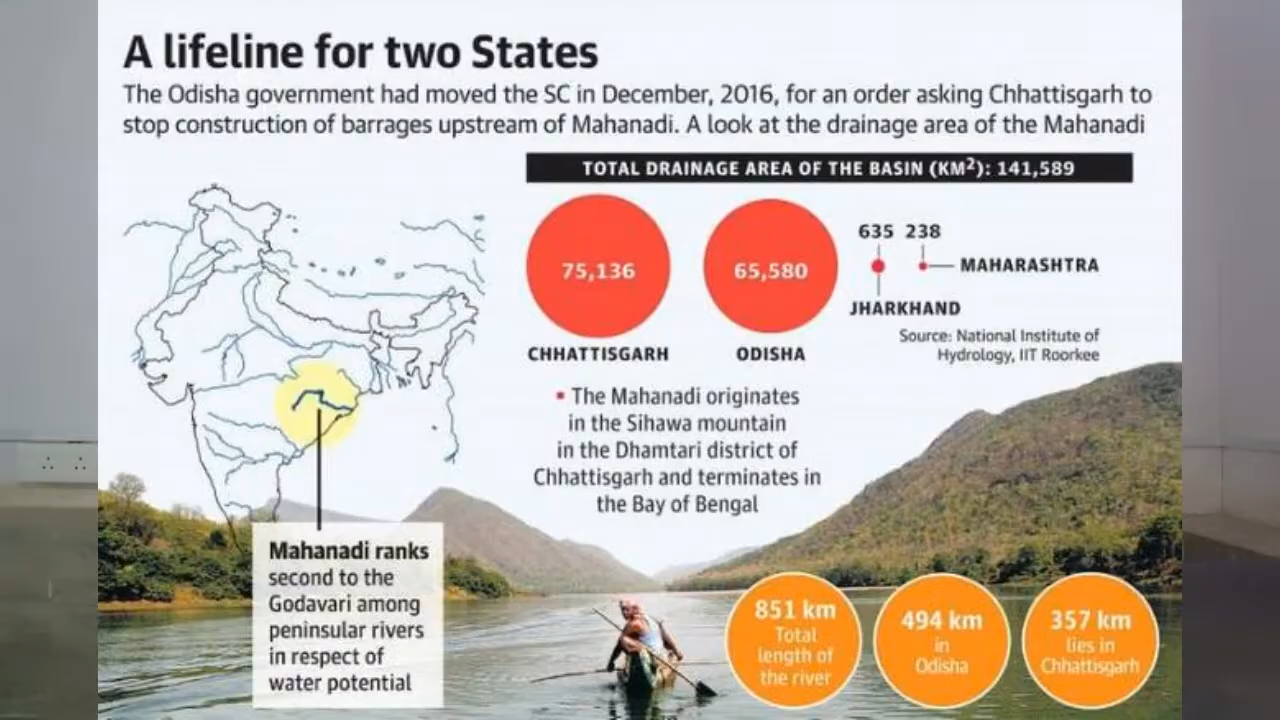 A lifeline for two States
The Odisha government had moved the SC in December, 2016, for an order asking Chhattisgarh to
stop construction of barrages upstream of Mahanadi. A look at the drainage area of the Mahanadi
TOTAL DRAINAGE AREA OF THE BASIN (KM²): 141,589
75,136
CHHATTISGARH
65,580
ODISHA
635
JHARKHAND
238
MAHARASHTRA
Source: National Institute of
Hydrology, IIT Roorkee
▪ The Mahanadi originates
in the Sihawa mountain
in the Dhamtari district of
Chhattisgarh and terminates in
the Bay of Bengal
Mahanadi ranks
second to the
Godavari among
peninsular rivers
in respect of
water potential
851 km
Total
length of
the river
494 km
in
Odisha
357 km
lies in
Chhattisgarh